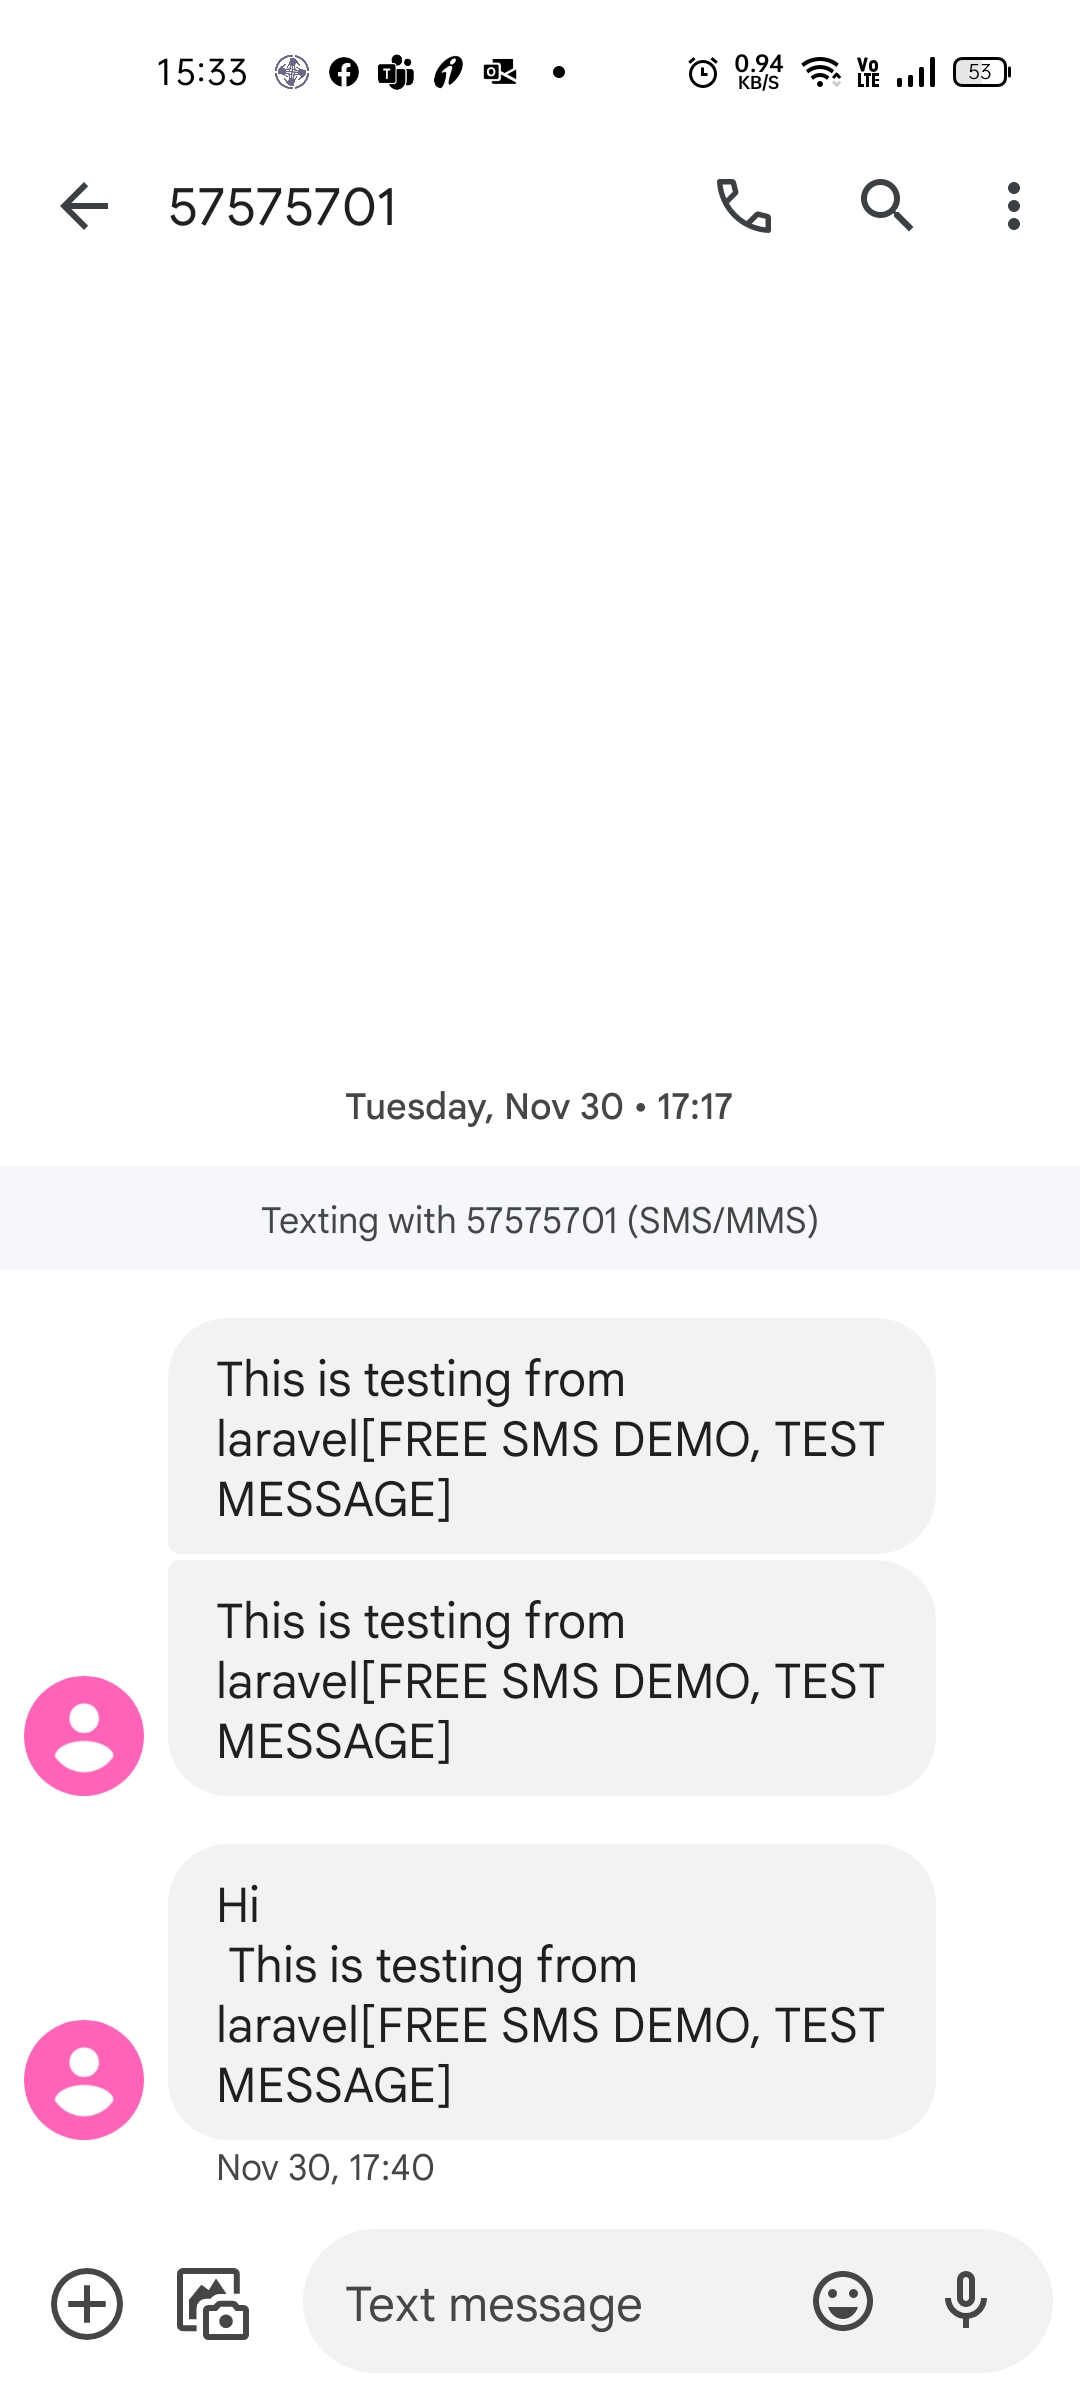 15:33 0.94 KB/S Vo LTE 53
57575701
Tuesday, Nov 30 • 17:17
Texting with 57575701 (SMS/MMS)
This is testing from
laravel[FREE SMS DEMO, TEST
MESSAGE]
This is testing from
laravel[FREE SMS DEMO, TEST
MESSAGE]
Hi
This is testing from
laravel[FREE SMS DEMO, TEST
MESSAGE]
Nov 30, 17:40
Text message